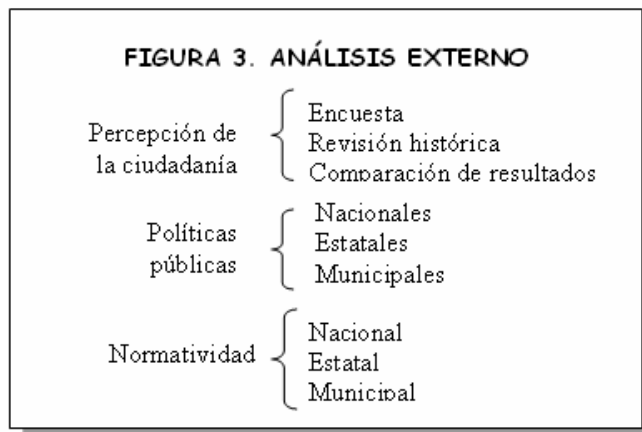 FIGURA 3. ANÁLISIS EXTERNO
Percepción de
la ciudadanía
Encuesta
Revisión histórica
Comparación de resultados
Políticas
públicas
Nacionales
Estatales
Municipales
Normatividad
Nacional
Estatal
Municipal